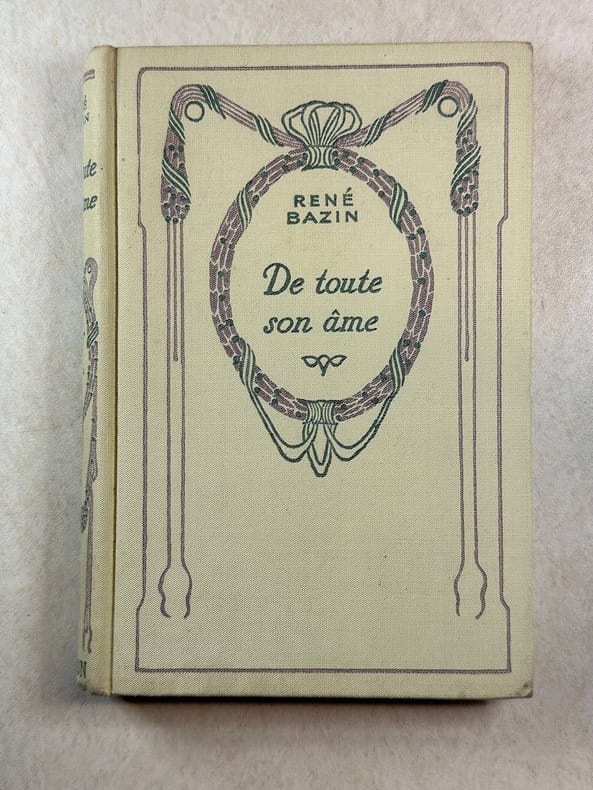 RENÉ
BAZIN
De toute
son âme